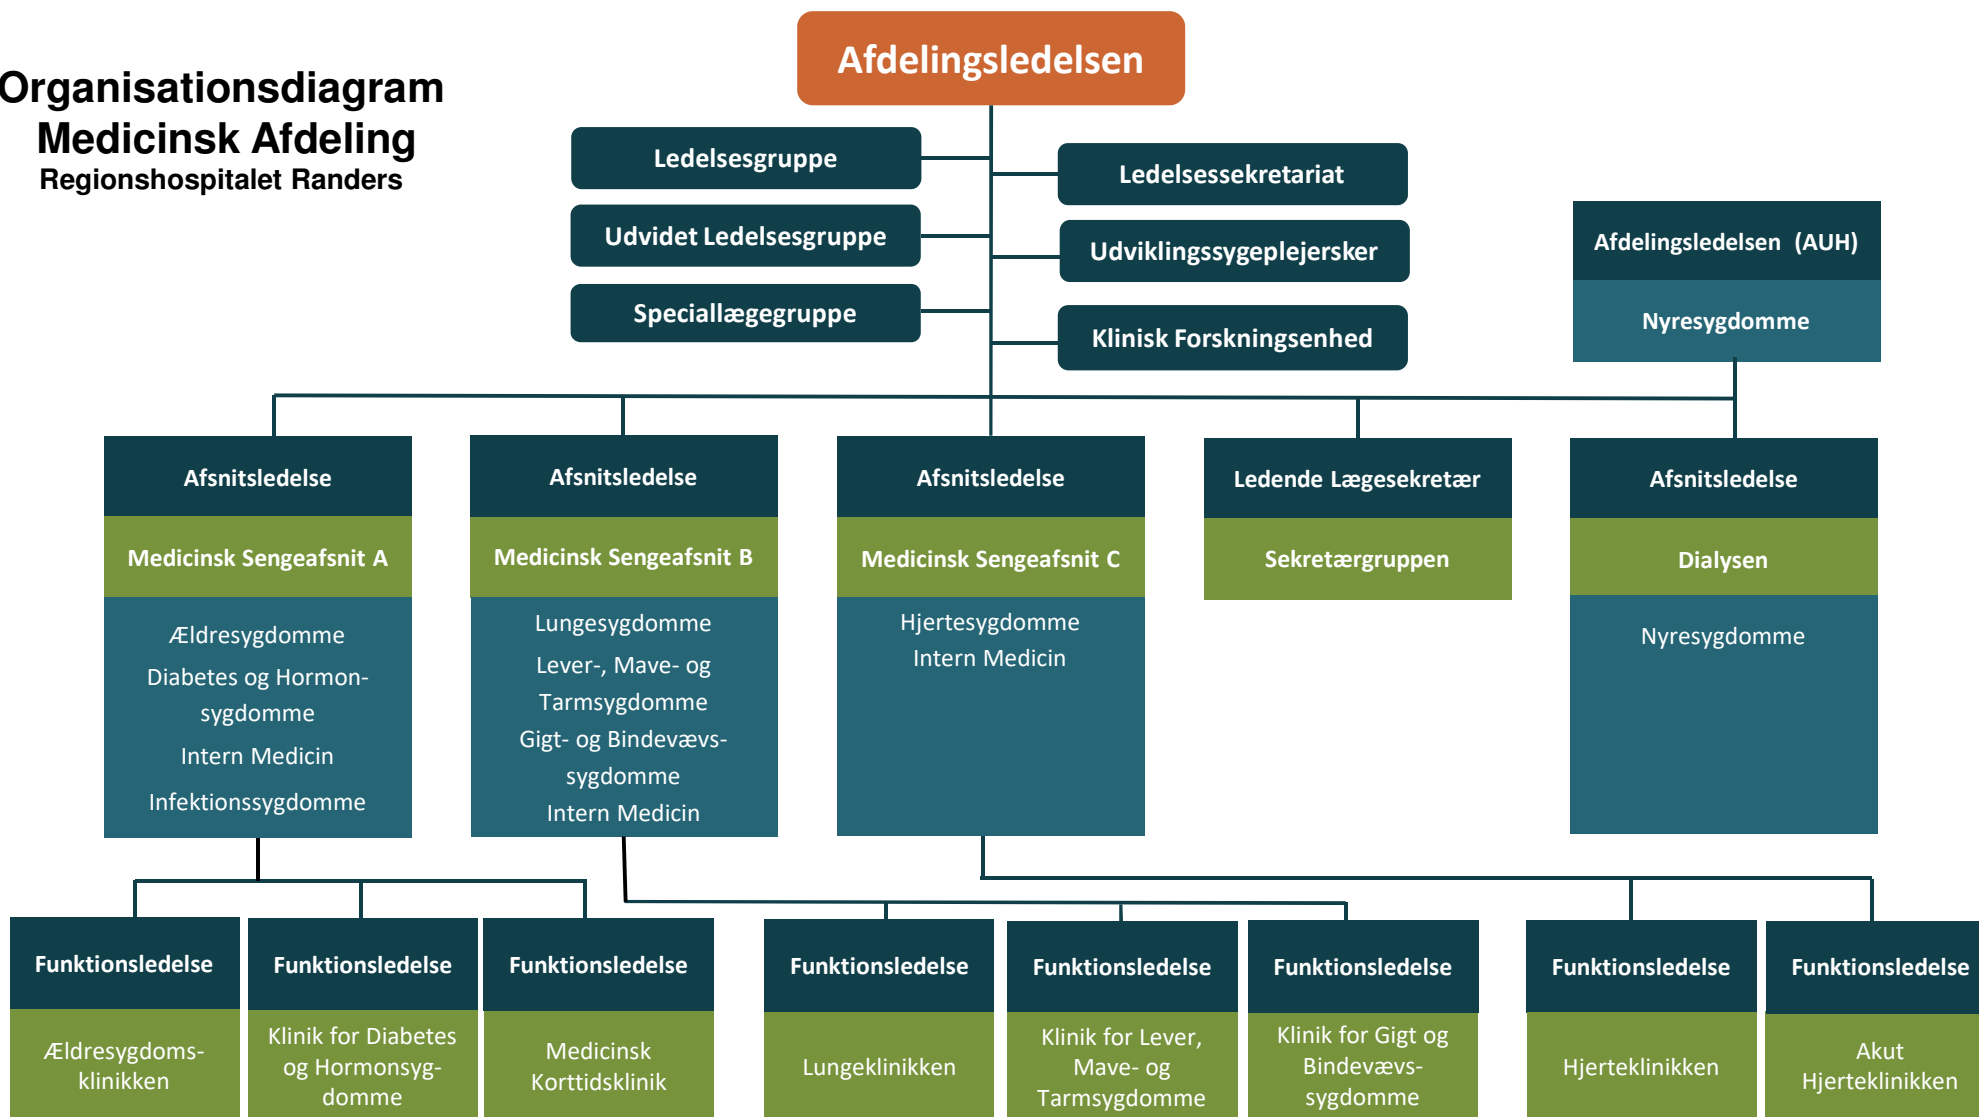 Organisationsdiagram
Medicinsk Afdeling
Regionshospitalet Randers
Afdelingsledelsen
Ledelsesgruppe
Ledelsessekretariat
Udvidet Ledelsesgruppe
Udviklingssygeplejersker
Speciallægegruppe
Klinisk Forskningsenhed
Afdelingsledelsen (AUH)
Nyresygdomme
Afsnitsledelse
Medicinsk Sengeafsnit A
Ældresygdomme
Diabetes og Hormon-
sygdomme
Intern Medicin
Infektionssygdomme
Afsnitsledelse
Medicinsk Sengeafsnit B
Lungesygdomme
Lever-, Mave- og
Tarmsygdomme
Gigt- og Bindevævs-
sygdomme
Intern Medicin
Afsnitsledelse
Medicinsk Sengeafsnit C
Hjertesygdomme
Intern Medicin
Ledende Lægesekretær
Sekretærgruppen
Afsnitsledelse
Dialysen
Nyresygdomme
Funktionsledelse
Ældresygdoms-
klinikken
Funktionsledelse
Klinik for Diabetes
og Hormonsyg-
domme
Funktionsledelse
Medicinsk
Korttidsklinik
Funktionsledelse
Lungeklinikken
Funktionsledelse
Klinik for Lever,
Mave- og
Tarmsygdomme
Funktionsledelse
Klinik for Gigt og
Bindevævs-
sygdomme
Funktionsledelse
Hjerteklinikken
Funktionsledelse
Akut
Hjerteklinikken